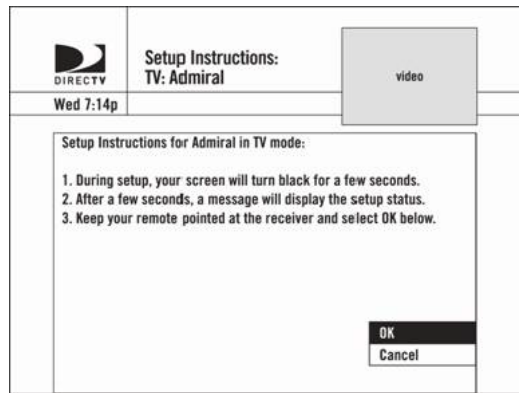 DIRECTV
Setup Instructions:
TV: Admiral
video
Wed 7:14p
Setup Instructions for Admiral in TV mode:
1. During setup, your screen will turn black for a few seconds.
2. After a few seconds, a message will display the setup status.
3. Keep your remote pointed at the receiver and select OK below.
OK
Cancel